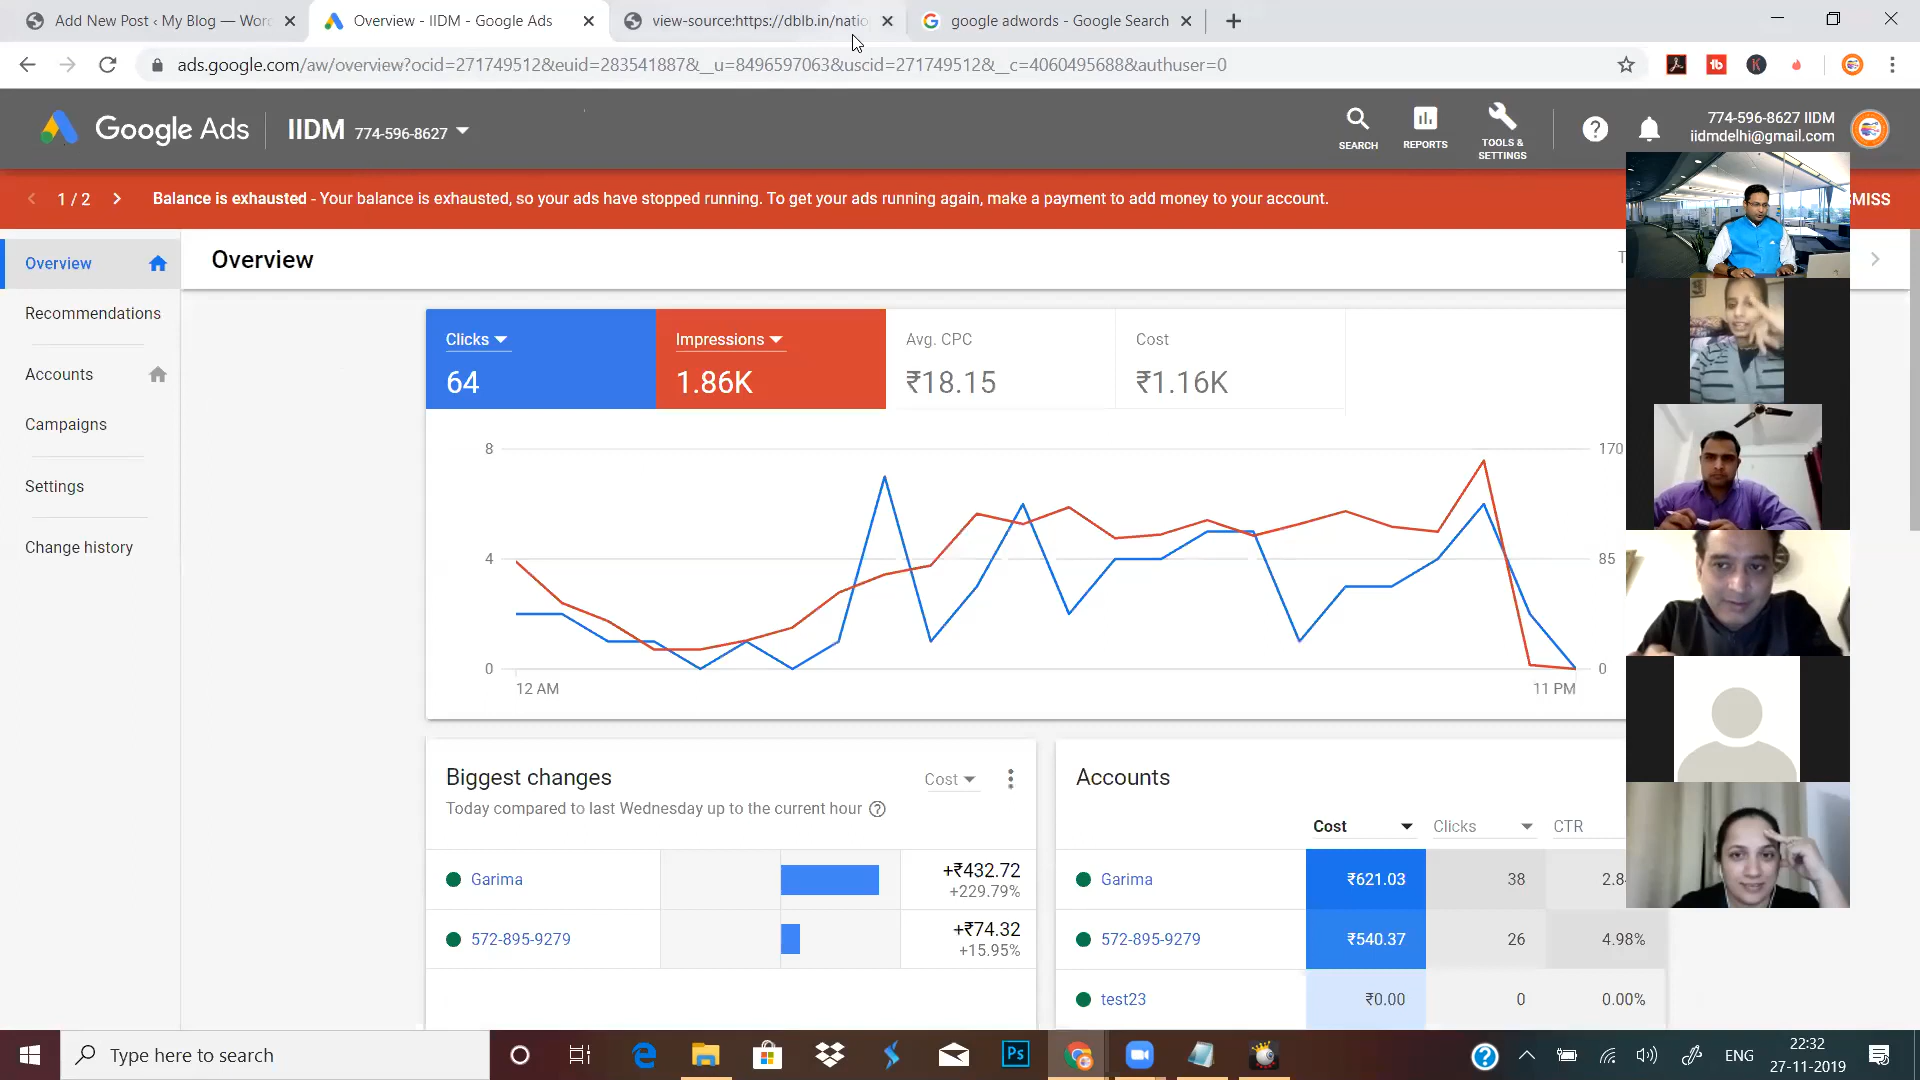 Add New Post ‹ My Blog — Word
Overview - IIDM - Google Ads
view-source:https://dblb.in/natio
google adwords - Google Search
ads.google.com/aw/overview?ocid=271749512&euid=283541887&__u=8496597063&uscid=271749512&__c=4060495688&authuser=0
Google Ads
IIDM 774-596-8627
SEARCH
REPORTS
TOOLS &
SETTINGS
774-596-8627 IIDM
iidmdelhi@gmail.com
1 / 2
Balance is exhausted - Your balance is exhausted, so your ads have stopped running. To get your ads running again, make a payment to add money to your account.
MISS
Overview
Recommendations
Accounts
Campaigns
Settings
Change history
Overview
T
Clicks
64
Impressions
1.86K
Avg. CPC
₹18.15
Cost
₹1.16K
8
4
0
170
85
0
12 AM
11 PM
Biggest changes
Cost
Today compared to last Wednesday up to the current hour
Garima
+₹432.72
+229.79%
572-895-9279
+₹74.32
+15.95%
Accounts
Cost
Clicks
CTR
Garima
₹621.03
38
2.8
572-895-9279
₹540.37
26
4.98%
test23
₹0.00
0
0.00%
Type here to search
Ps
ENG
22:32
27-11-2019